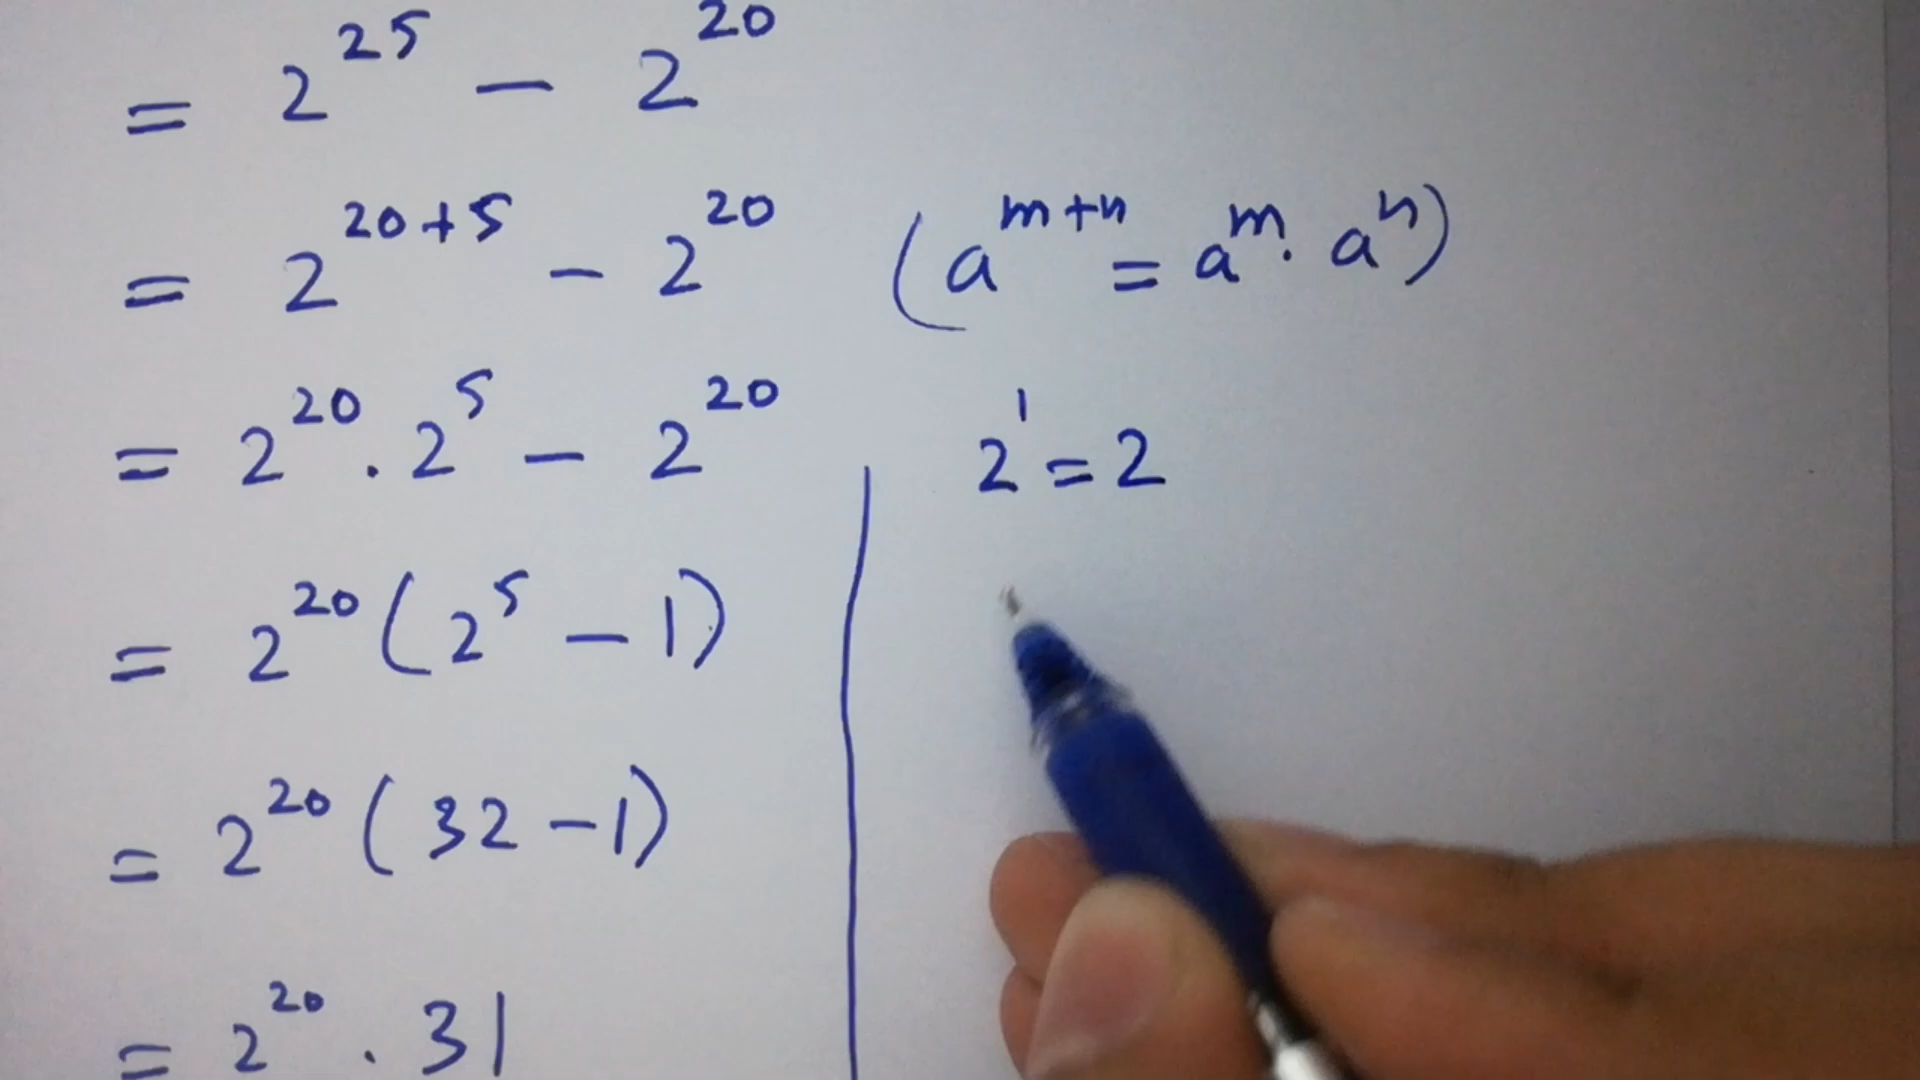 = 2^25 - 2^20
= 2^20+5 - 2^20 (a^m+n = a^m . a^n)
= 2^20 . 2^5 - 2^20
= 2^20 (2^5 - 1)
= 2^20 (32 - 1)
= 2^20 . 31
2^1 = 2